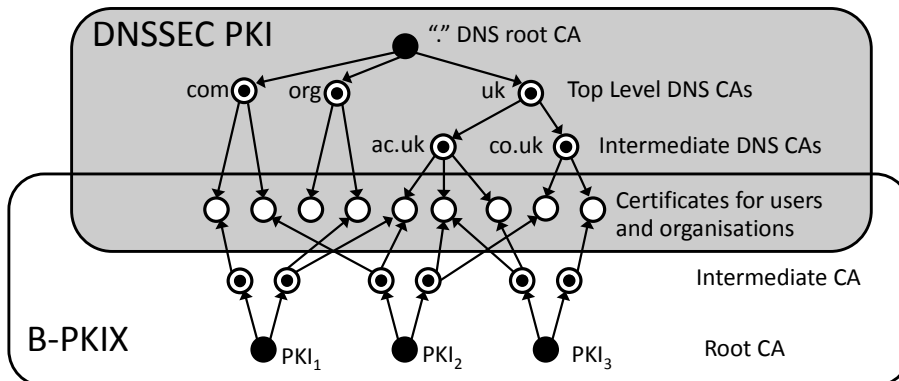 DNSSEC PKI
“.” DNS root CA
com
org
uk
Top Level DNS CAs
ac.uk
co.uk
Intermediate DNS CAs
Certificates for users
and organisations
Intermediate CA
B-PKIX
PKI₁
PKI₂
PKI₃
Root CA